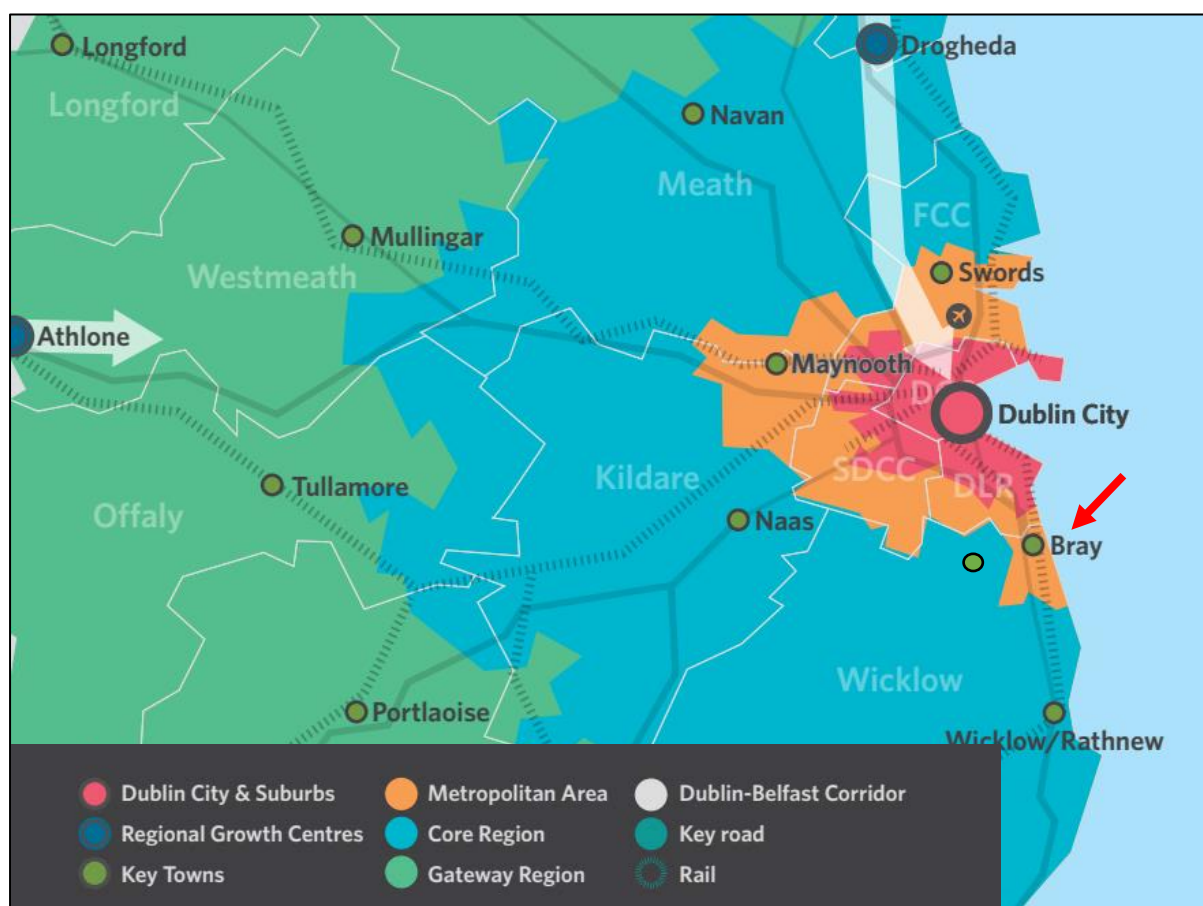 Longford
Drogheda
Longford
Navan
Meath
FCC
Mullingar
Westmeath
Swords
Athlone
Maynooth
Dublin City
Kildare
SDCC
DLR
Tullamore
Offaly
Naas
Bray
Wicklow
Portlaoise
Wicklow/Rathnew
Dublin City & Suburbs
Metropolitan Area
Dublin-Belfast Corridor
Regional Growth Centres
Core Region
Key road
Key Towns
Gateway Region
Rail